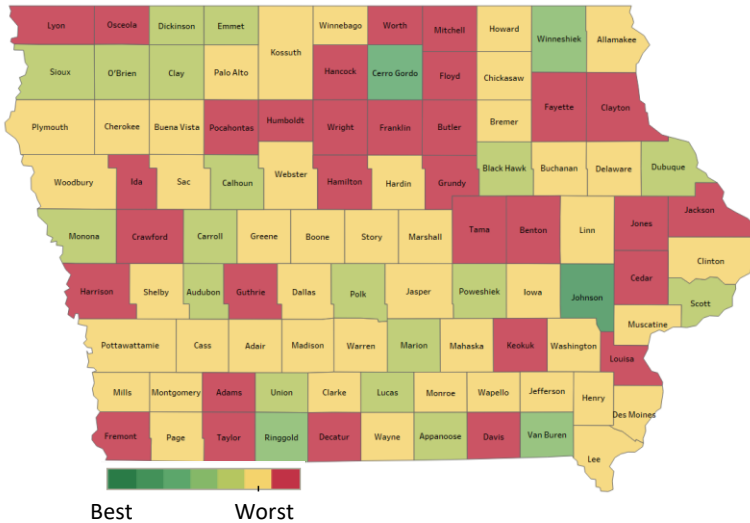 Lyon
Osceola
Dickinson
Emmet
Kossuth
Winnebago
Worth
Mitchell
Howard
Winneshiek
Allamakee
Sioux
O'Brien
Clay
Palo Alto
Hancock
Cerro Gordo
Floyd
Chickasaw
Plymouth
Cherokee
Buena Vista
Pocahontas
Humboldt
Wright
Franklin
Butler
Bremer
Fayette
Clayton
Woodbury
Ida
Sac
Calhoun
Webster
Hamilton
Hardin
Grundy
Black Hawk
Buchanan
Delaware
Dubuque
Monona
Crawford
Carroll
Greene
Boone
Story
Marshall
Tama
Benton
Linn
Jones
Jackson
Harrison
Shelby
Audubon
Guthrie
Dallas
Polk
Jasper
Poweshiek
Iowa
Johnson
Cedar
Clinton
Scott
Pottawattamie
Cass
Adair
Madison
Warren
Marion
Mahaska
Keokuk
Washington
Muscatine
Louisa
Mills
Montgomery
Adams
Union
Clarke
Lucas
Monroe
Wapello
Jefferson
Henry
Des Moines
Fremont
Page
Taylor
Ringgold
Decatur
Wayne
Appanoose
Davis
Van Buren
Lee
Best
Worst